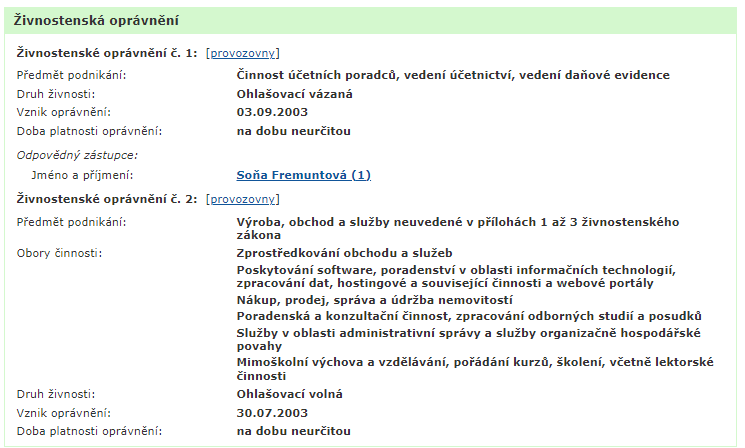 Živnostenská oprávnění
Živnostenské oprávnění č. 1: [provozovny]
Předmět podnikání: Činnost účetních poradců, vedení účetnictví, vedení daňové evidence
Druh živnosti: Ohlašovací vázaná
Vznik oprávnění: 03.09.2003
Doba platnosti oprávnění: na dobu neurčitou
Odpovědný zástupce:
Jméno a příjmení: Soňa Fremuntová (1)
Živnostenské oprávnění č. 2: [provozovny]
Předmět podnikání: Výroba, obchod a služby neuvedené v přílohách 1 až 3 živnostenského
zákona
Obory činnosti: Zprostředkování obchodu a služeb
Poskytování software, poradenství v oblasti informačních technologií,
zpracování dat, hostingové a související činnosti a webové portály
Nákup, prodej, správa a údržba nemovitostí
Poradenská a konzultační činnost, zpracování odborných studií a posudků
Služby v oblasti administrativní správy a služby organizačně hospodářské
povahy
Mimoškolní výchova a vzdělávání, pořádání kurzů, školení, včetně lektorské
činnosti
Druh živnosti: Ohlašovací volná
Vznik oprávnění: 30.07.2003
Doba platnosti oprávnění: na dobu neurčitou